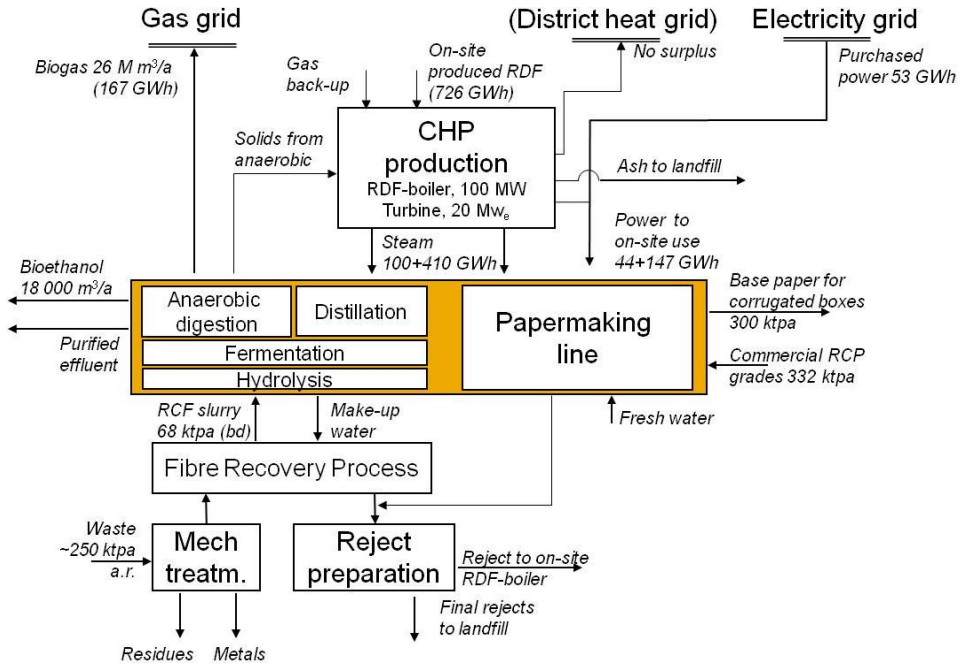 Gas grid
(District heat grid)
Electricity grid
Biogas 26 M m³/a
(167 GWh)
Gas
back-up
On-site
produced RDF
(726 GWh)
No surplus
Purchased
power 53 GWh
Solids from
anaerobic
CHP
production
RDF-boiler, 100 MW
Turbine, 20 Mwₑ
Ash to landfill
Steam
100+410 GWh
Power to
on-site use
44+147 GWh
Bioethanol
18 000 m³/a
Purified
effluent
Anaerobic
digestion
Distillation
Fermentation
Hydrolysis
Papermaking
line
Base paper for
corrugated boxes
300 ktpa
Commercial RCP
grades 332 ktpa
RCF slurry
68 ktpa (bd)
Make-up
water
Fresh water
Fibre Recovery Process
Waste
~250 ktpa
a.r.
Mech
treatm.
Reject
preparation
Reject to on-site
RDF-boiler
Final rejects
to landfill
Residues
Metals